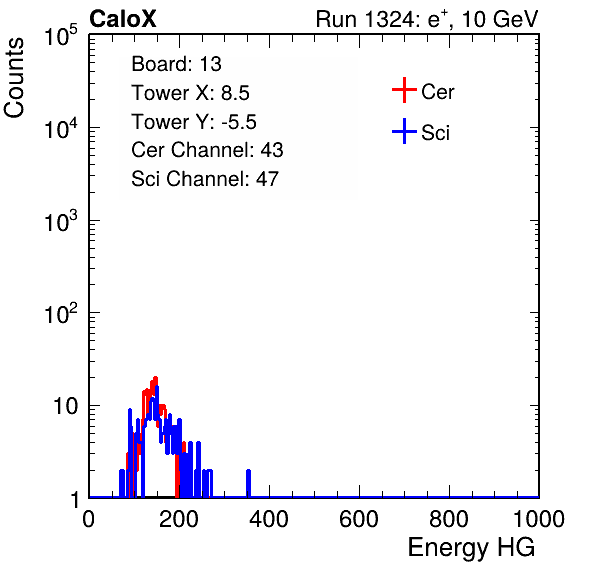 CaloX Run 1324: e⁺, 10 GeV
Counts
Board: 13
Tower X: 8.5
Tower Y: -5.5
Cer Channel: 43
Sci Channel: 47
Cer
Sci
10⁵
10⁴
10³
10²
10
1
0 200 400 600 800 1000
Energy HG